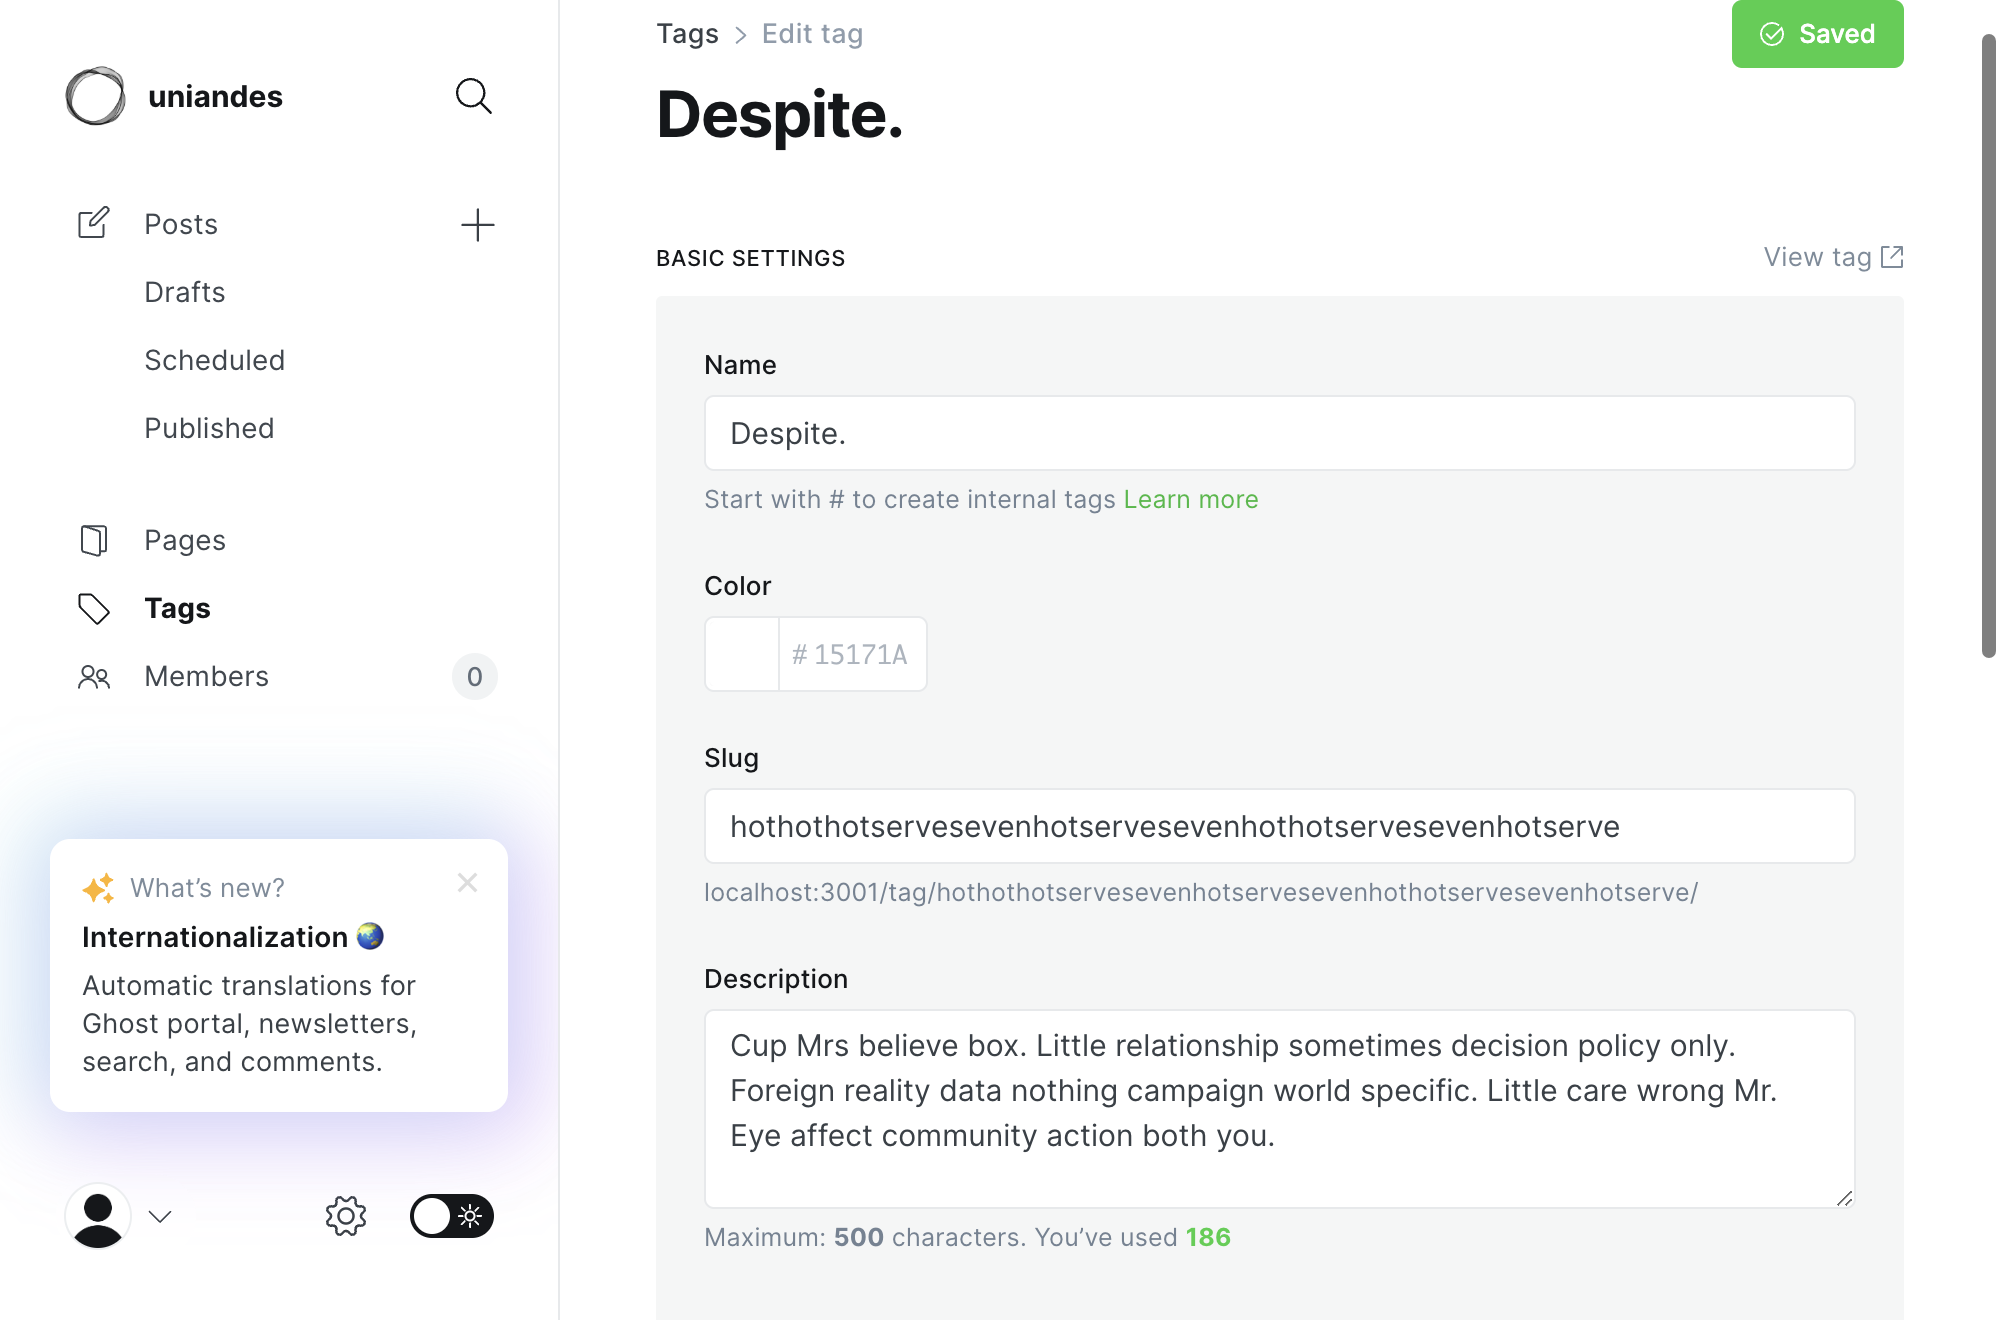 uniandes
Posts
Drafts
Scheduled
Published
Pages
Tags
Members
0
What’s new?
Internationalization
Automatic translations for
Ghost portal, newsletters,
search, and comments.
Tags > Edit tag
Saved
Despite.
BASIC SETTINGS
View tag
Name
Despite.
Start with # to create internal tags Learn more
Color
# 15171A
Slug
hothothotservesevenhotservesevenhothotservesevenhotserve
localhost:3001/tag/hothothotservesevenhotservesevenhothotservesevenhotserve/
Description
Cup Mrs believe box. Little relationship sometimes decision policy only.
Foreign reality data nothing campaign world specific. Little care wrong Mr.
Eye affect community action both you.
Maximum: 500 characters. You’ve used 186